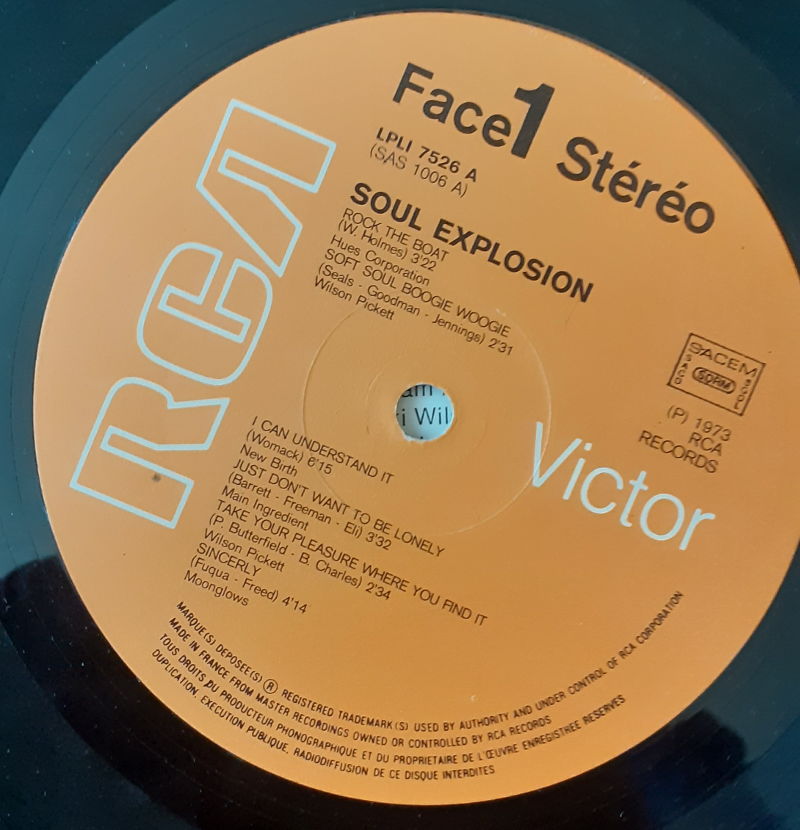 Face 1 Stéréo
LPLI 7526 A
(SAS 1006 A)
SOUL EXPLOSION
ROCK THE BOAT
(W. Holmes) 3'22
Hues Corporation
SOFT SOUL BOOGIE WOOGIE
(Seals - Goodman - Jennings) 2'31
Wilson Pickett
RCA
SACEM
SACD
SDRM
SGDL
(P) 1973
RCA
RECORDS
Victor
I CAN UNDERSTAND IT
(Womack) 6'15
New Birth
JUST DON'T WANT TO BE LONELY
(Barrett - Freeman - Eli) 3'32
Main Ingredient
TAKE YOUR PLEASURE WHERE YOU FIND IT
(P. Butterfield - B. Charles) 2'34
Wilson Pickett
SINCERLY
(Fuqua - Freed) 4'14
Moonglows
MARQUE(S) DEPOSEE(S) ® REGISTERED TRADEMARK(S) USED BY AUTHORITY AND UNDER CONTROL OF RCA CORPORATION
MADE IN FRANCE FROM MASTER RECORDINGS OWNED OR CONTROLLED BY RCA RECORDS
TOUS DROITS DU PRODUCTEUR PHONOGRAPHIQUE ET DU PROPRIETAIRE DE L'ŒUVRE ENREGISTREE RESERVES
DUPLICATION, EXECUTION PUBLIQUE, RADIODIFFUSION DE CE DISQUE INTERDITES